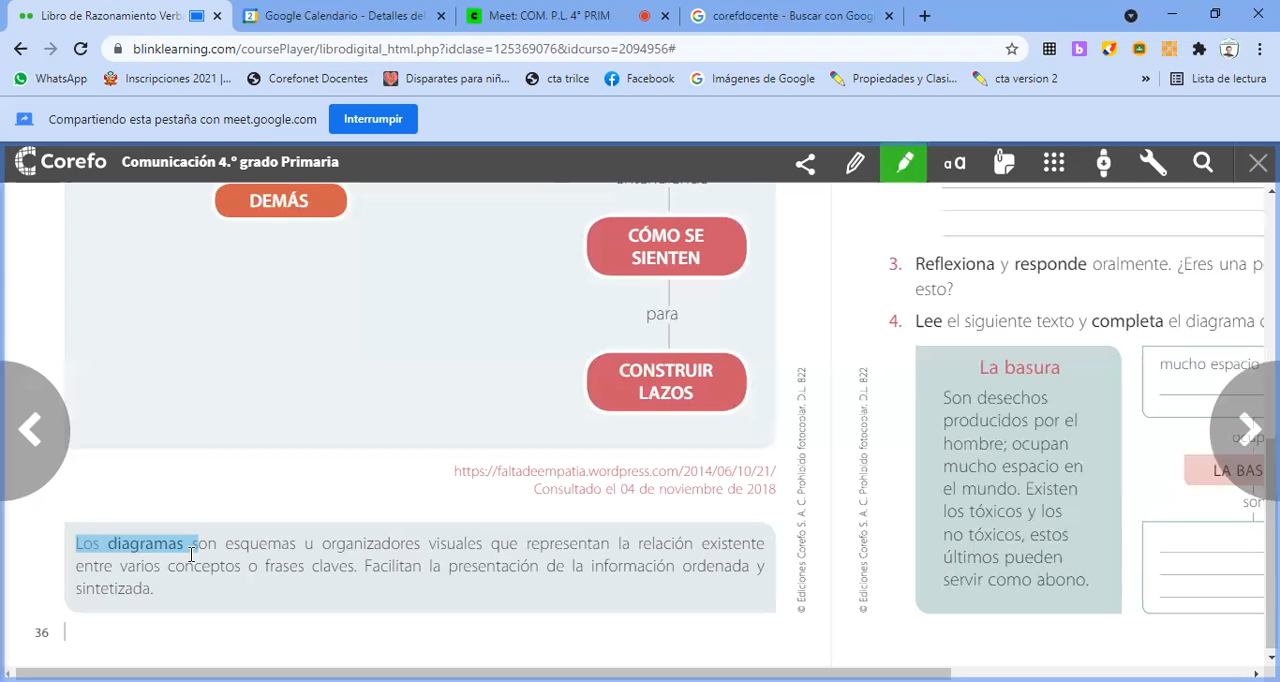 Libro de Razonamiento Verb
Google Calendario - Detalles del
Meet: COM. P.L. 4° PRIM
corefdocente - Buscar con Goog
blinklearning.com/coursePlayer/librodigital_html.php?idclase=125369076&idcurso=2094956#
WhatsApp
Inscripciones 2021 |...
Corefonet Docentes
Disparates para niñ...
cta trilce
Facebook
Imágenes de Google
Propiedades y Clasi...
cta version 2
»
Lista de lectura
Compartiendo esta pestaña con meet.google.com
Interrumpir
Corefo
Comunicación 4.º grado Primaria
aA
DEMÁS
CÓMO SE
SIENTEN
para
CONSTRUIR
LAZOS
https://faltadeempatia.wordpress.com/2014/06/10/21/
Consultado el 04 de noviembre de 2018
Los diagramas son esquemas u organizadores visuales que representan la relación existente
entre varios conceptos o frases claves. Facilitan la presentación de la información ordenada y
sintetizada.
36
© Ediciones Corefo S. A. C. Prohibido fotocopiar. D.L. 822
© Ediciones Corefo S. A. C. Prohibido fotocopiar. D.L. 822
3. Reflexiona y responde oralmente. ¿Eres una p
esto?
4. Lee el siguiente texto y completa el diagrama
La basura
Son desechos
producidos por el
hombre; ocupan
mucho espacio en
el mundo. Existen
los tóxicos y los
no tóxicos, estos
últimos pueden
servir como abono.
mucho espacio
ocup
LA BAS
son